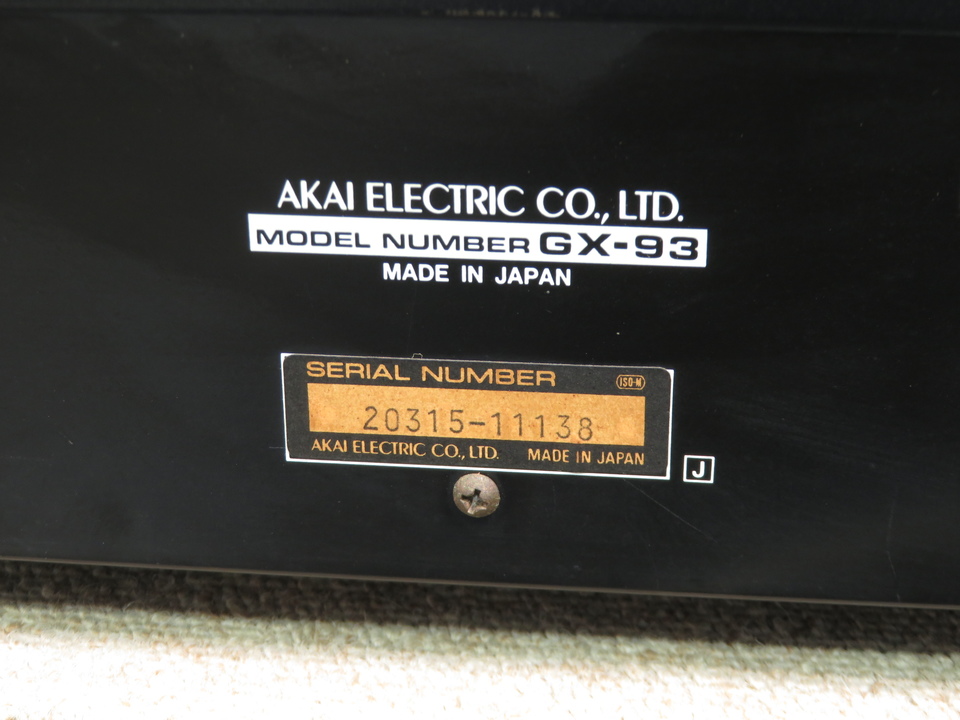 AKAI ELECTRIC CO., LTD.
MODEL NUMBER GX-93
MADE IN JAPAN
SERIAL NUMBER ISO-M
20315-11138
AKAI ELECTRIC CO., LTD. MADE IN JAPAN
J